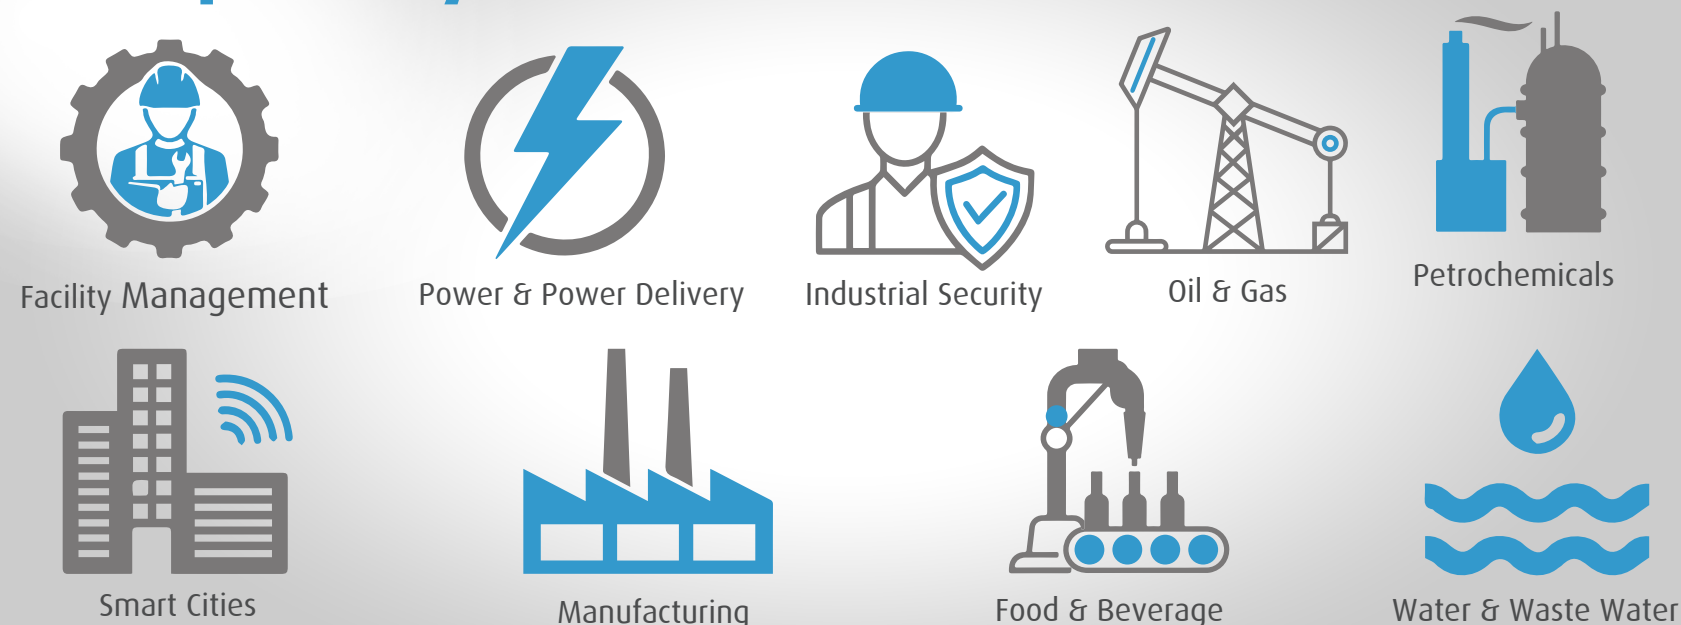 Facility Management
Power & Power Delivery
Industrial Security
Oil & Gas
Petrochemicals
Smart Cities
Manufacturing
Food & Beverage
Water & Waste Water